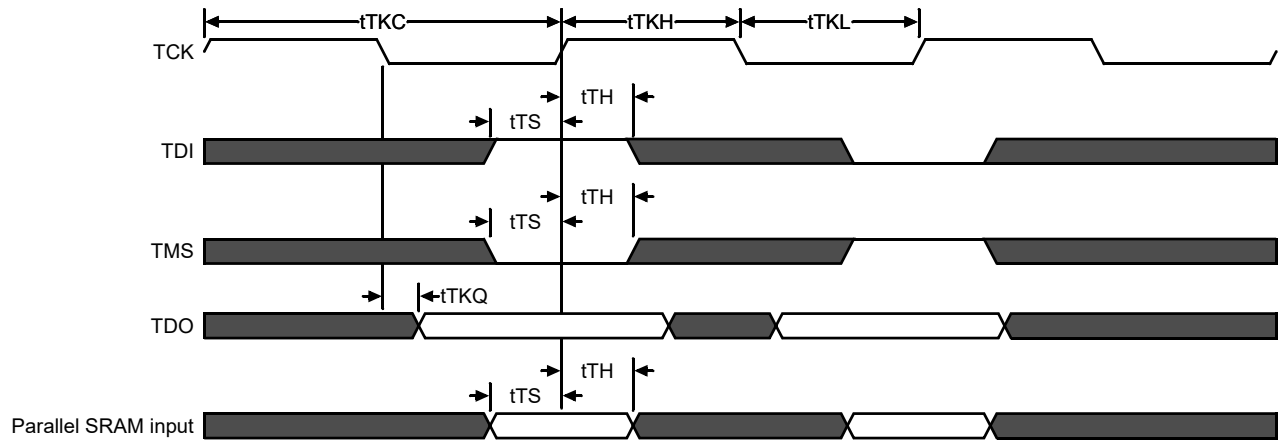 tTKC
tTKH
tTKL
TCK
tTH
tTS
TDI
tTH
tTS
TMS
tTKQ
TDO
tTH
tTS
Parallel SRAM input